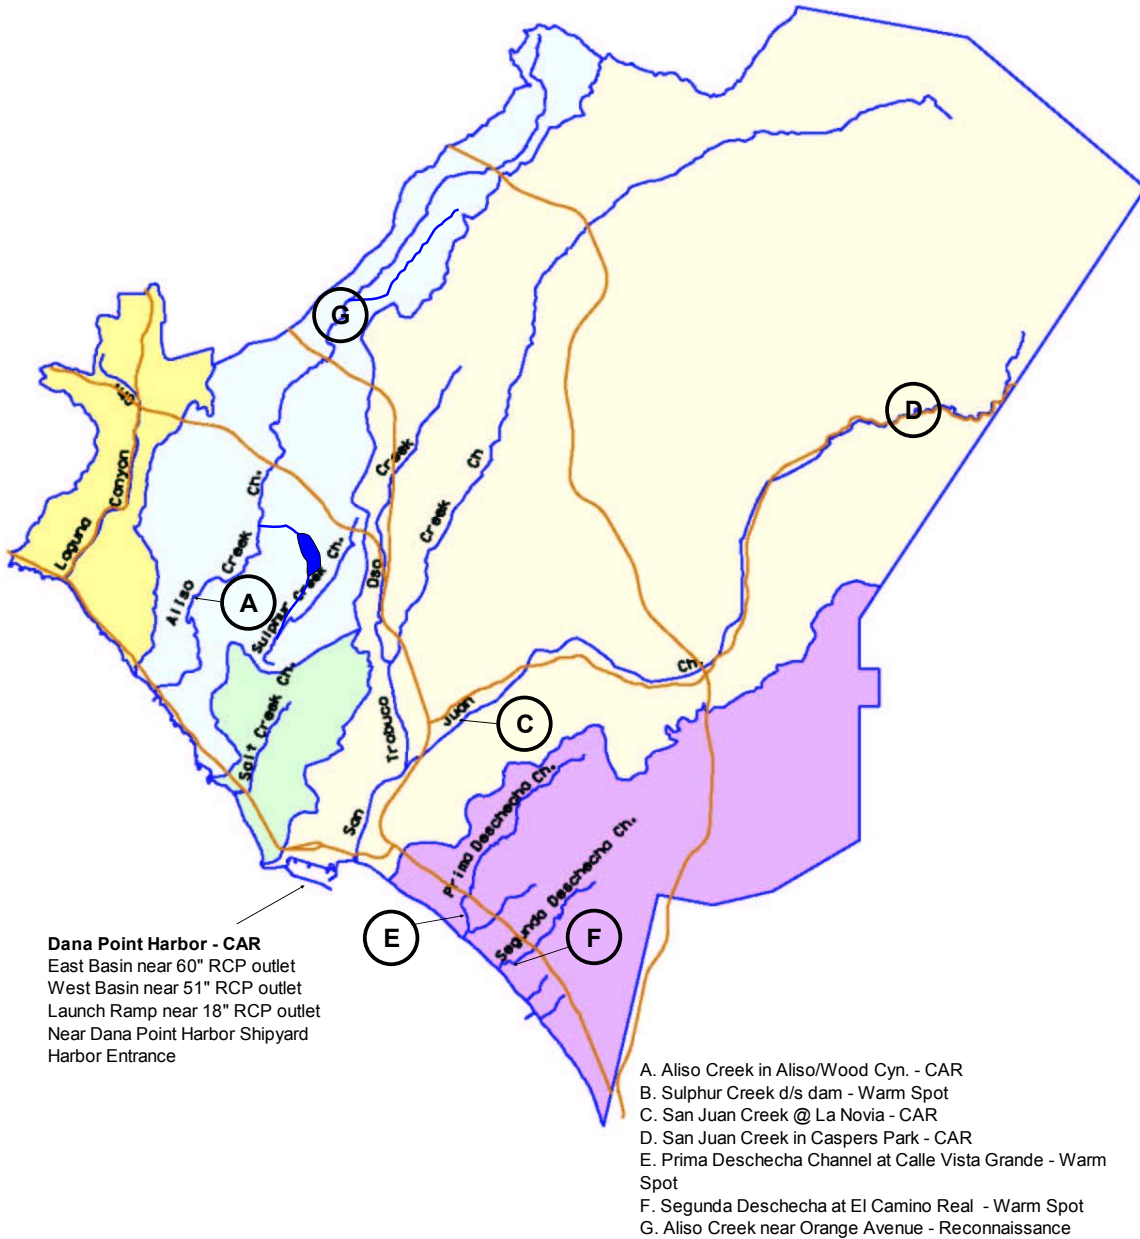 G
D
Laguna Canyon
Aliso Creek Ch.
Sulphur Creek Ch.
Oso Creek
Creek Ch
A
Salt Creek Ch.
Trabuco
San
Juan
Ch.
C
Prima Deschecha Ch.
Segunda Deschecha Ch.
E
F
Dana Point Harbor - CAR
East Basin near 60" RCP outlet
West Basin near 51" RCP outlet
Launch Ramp near 18" RCP outlet
Near Dana Point Harbor Shipyard
Harbor Entrance
A. Aliso Creek in Aliso/Wood Cyn. - CAR
B. Sulphur Creek d/s dam - Warm Spot
C. San Juan Creek @ La Novia - CAR
D. San Juan Creek in Caspers Park - CAR
E. Prima Deschecha Channel at Calle Vista Grande - Warm
Spot
F. Segunda Deschecha at El Camino Real - Warm Spot
G. Aliso Creek near Orange Avenue - Reconnaissance